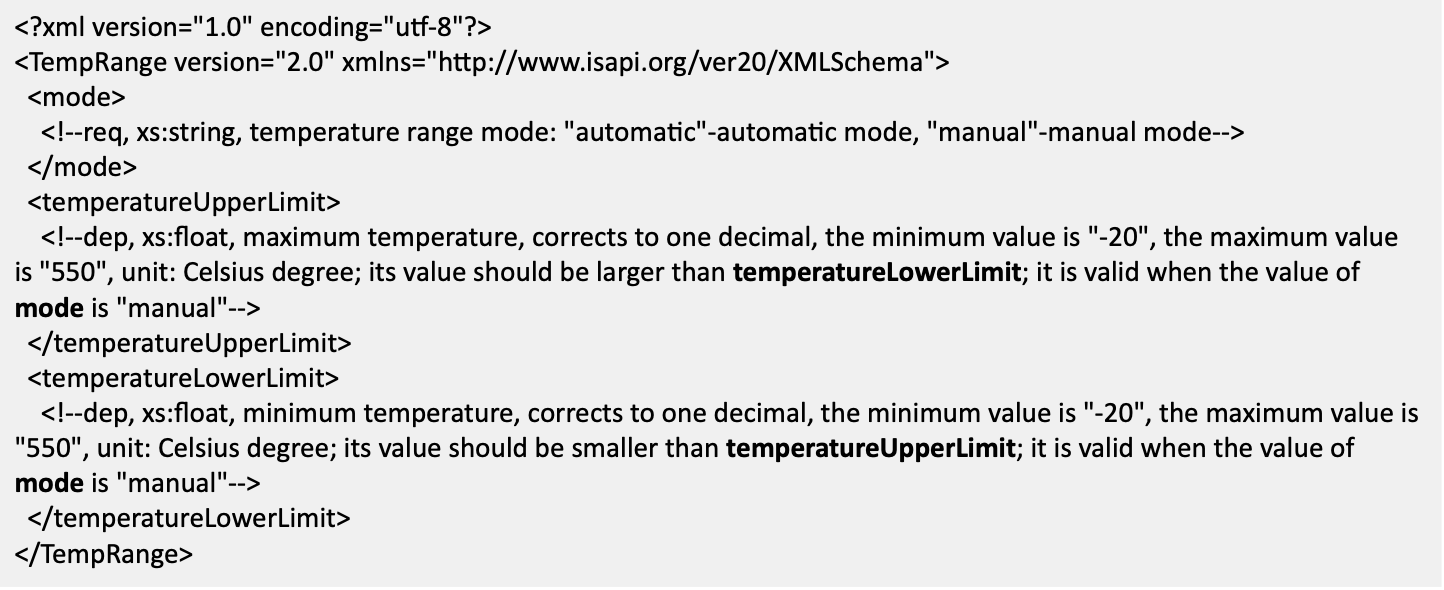 <?xml version="1.0" encoding="utf-8"?>
<TempRange version="2.0" xmlns="http://www.isapi.org/ver20/XMLSchema">
<mode>
<!--req, xs:string, temperature range mode: "automatic"-automatic mode, "manual"-manual mode-->
</mode>
<temperatureUpperLimit>
<!--dep, xs:float, maximum temperature, corrects to one decimal, the minimum value is "-20", the maximum value
is "550", unit: Celsius degree; its value should be larger than temperatureLowerLimit; it is valid when the value of
mode is "manual"-->
</temperatureUpperLimit>
<temperatureLowerLimit>
<!--dep, xs:float, minimum temperature, corrects to one decimal, the minimum value is "-20", the maximum value is
"550", unit: Celsius degree; its value should be smaller than temperatureUpperLimit; it is valid when the value of
mode is "manual"-->
</temperatureLowerLimit>
</TempRange>